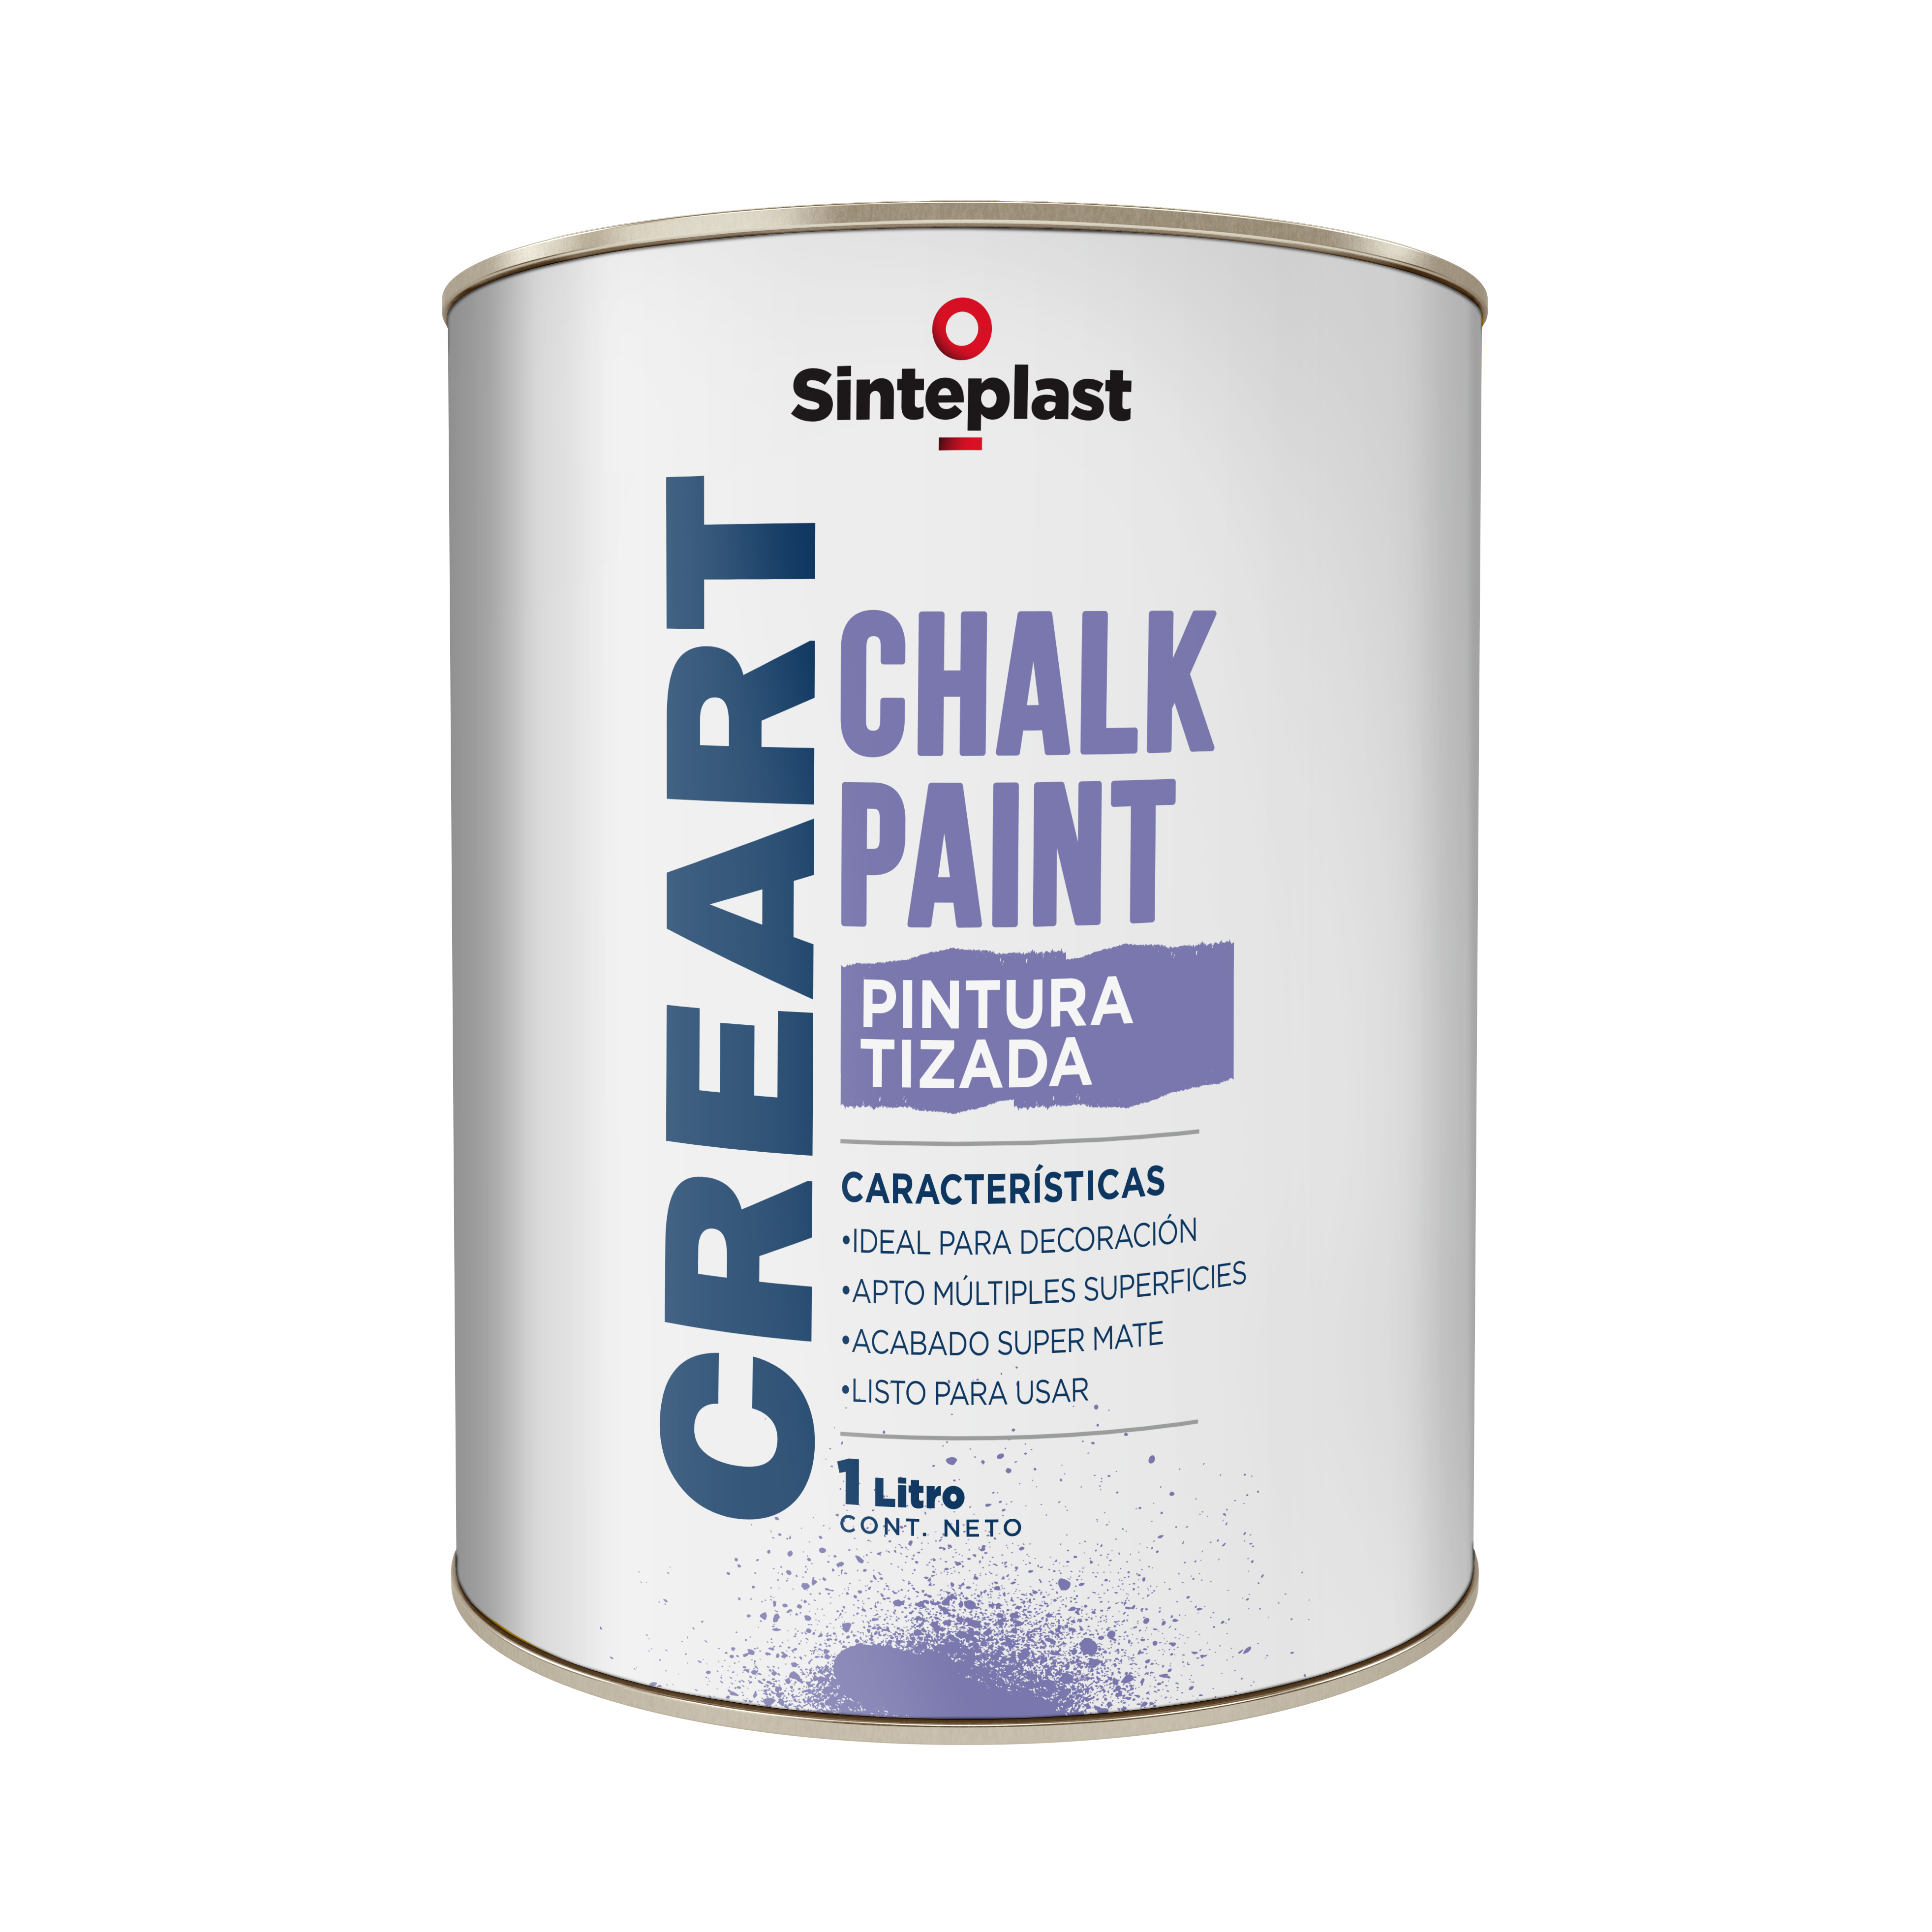 Sinteplast
CREART
CHALK
PAINT
PINTURA
TIZADA
CARACTERÍSTICAS
•IDEAL PARA DECORACIÓN
•APTO MÚLTIPLES SUPERFICIES
•ACABADO SUPER MATE
•LISTO PARA USAR
1 Litro
CONT. NETO